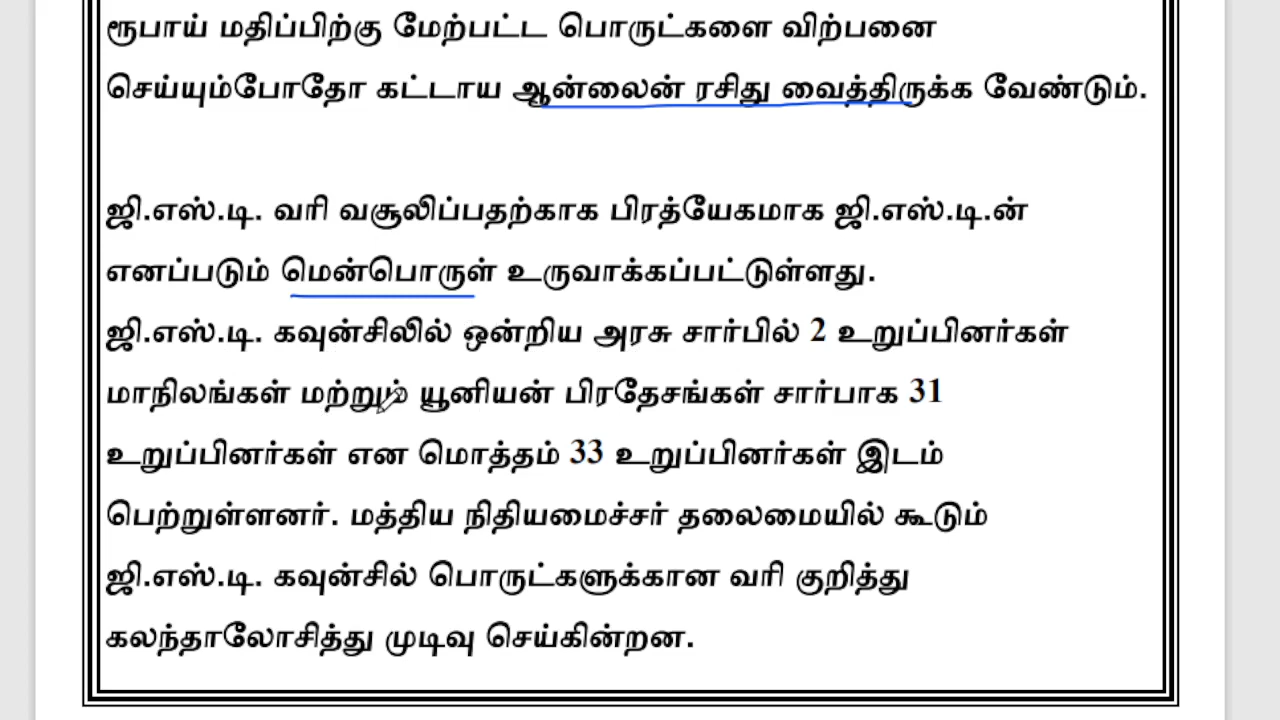 ரூபாய் மதிப்பிற்கு மேற்பட்ட பொருட்களை விற்பனை
செய்யும்போதோ கட்டாய ஆன்லைன் ரசிது வைத்திருக்க வேண்டும்.
ஜி.எஸ்.டி. வரி வசூலிப்பதற்காக பிரத்யேகமாக ஜி.எஸ்.டி.ன்
எனப்படும் மென்பொருள் உருவாக்கப்பட்டுள்ளது.
ஜி.எஸ்.டி. கவுன்சிலில் ஒன்றிய அரசு சார்பில் 2 உறுப்பினர்கள்
மாநிலங்கள் மற்றும் யூனியன் பிரதேசங்கள் சார்பாக 31
உறுப்பினர்கள் என மொத்தம் 33 உறுப்பினர்கள் இடம்
பெற்றுள்ளனர். மத்திய நிதியமைச்சர் தலைமையில் கூடும்
ஜி.எஸ்.டி. கவுன்சில் பொருட்களுக்கான வரி குறித்து
கலந்தாலோசித்து முடிவு செய்கின்றன.